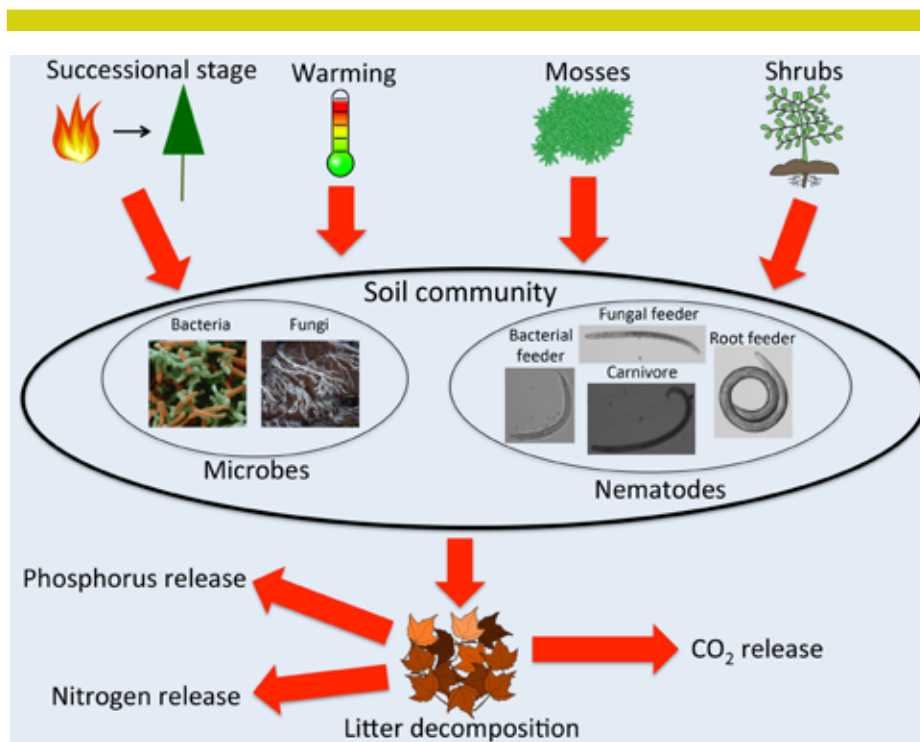 Successional stage
Warming
Mosses
Shrubs
Soil community
Bacteria
Fungi
Microbes
Bacterial
feeder
Fungal feeder
Carnivore
Root feeder
Nematodes
Phosphorus release
Nitrogen release
CO₂ release
Litter decomposition